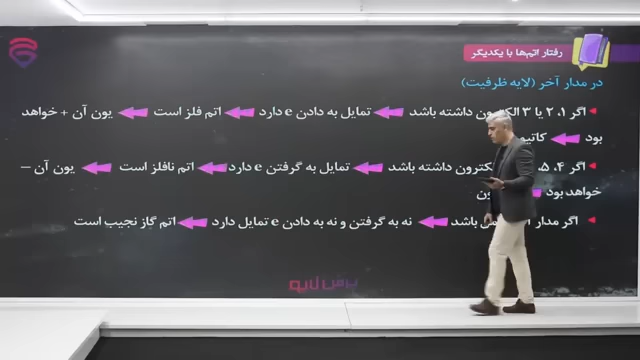 رفتار اتم‌ها با یکدیگر
در مدار آخر (لایه ظرفیت)
اگر ۱، ۲ یا ۳ الکترون داشته باشد تمایل به دادن e دارد اتم فلز است یون آن + خواهد
بود
اگر ۴، ۵، داشته باشد تمایل به گرفتن e دارد اتم نافلز است یون آن –
خواهد بود
اگر مدار باشد نه به گرفتن و نه به دادن e تمایل دارد اتم گاز نجیب است